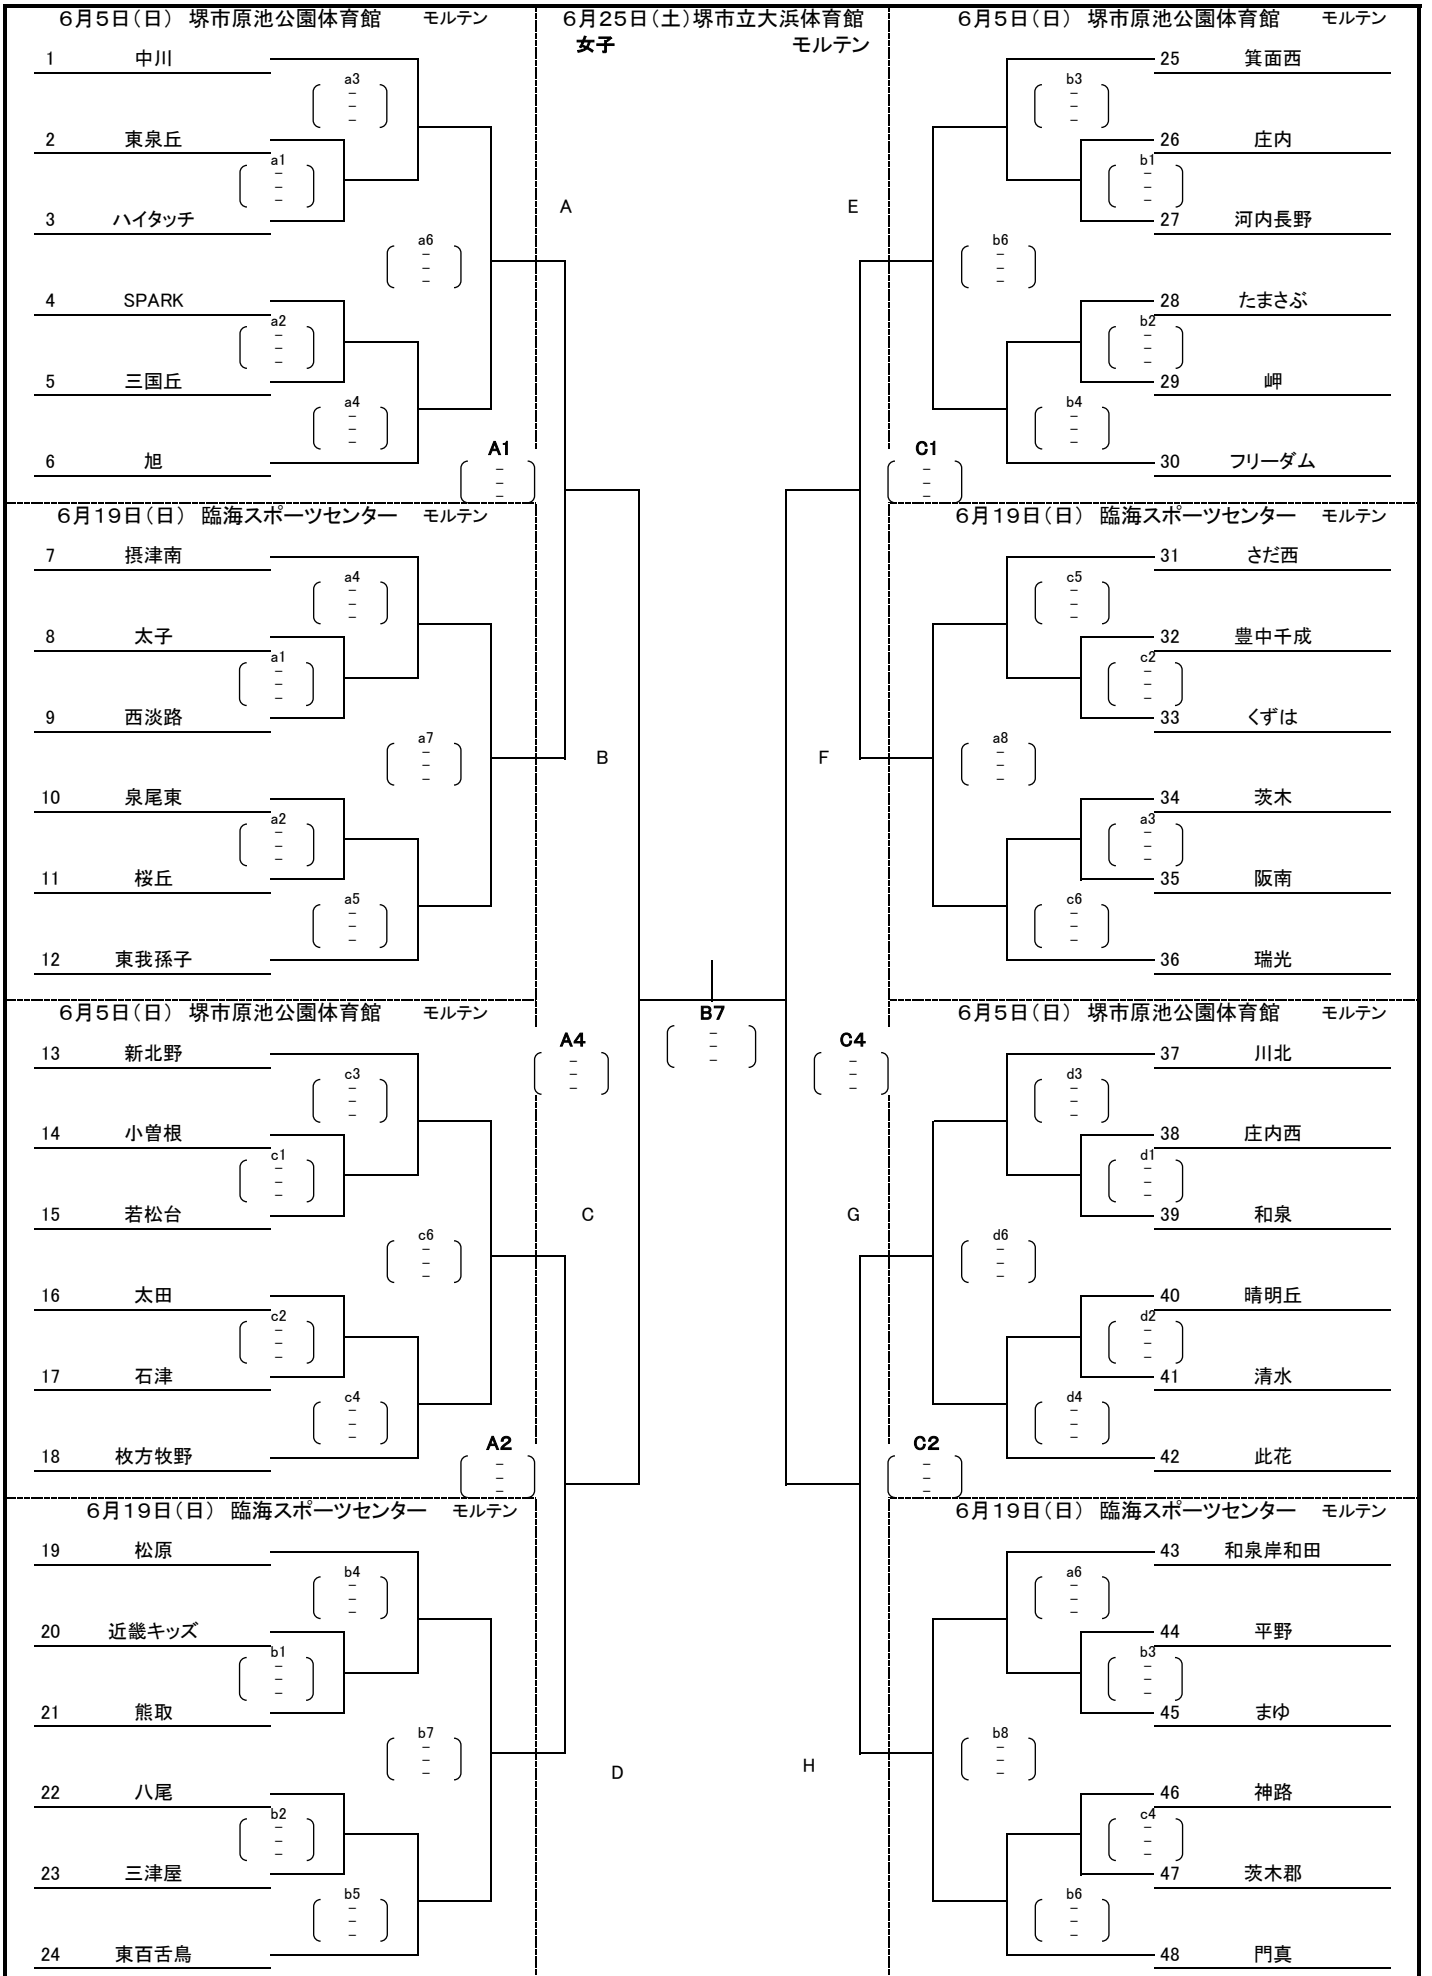 6月5日(日) 堺市原池公園体育館 モルテン
1 中川
a3
2 東泉丘
a1
3 ハイタッチ
a6
4 SPARK
a2
5 三国丘
a4
6 旭
6月19日(日) 臨海スポーツセンター モルテン
7 摂津南
a4
8 太子
a1
9 西淡路
a7
10 泉尾東
a2
11 桜丘
a5
12 東我孫子
6月5日(日) 堺市原池公園体育館 モルテン
13 新北野
c3
14 小曽根
c1
15 若松台
c6
16 太田
c2
17 石津
c4
18 枚方牧野
6月19日(日) 臨海スポーツセンター モルテン
19 松原
b4
20 近畿キッズ
b1
21 熊取
b7
22 八尾
b2
23 三津屋
b5
24 東百舌鳥
6月25日(土)堺市立大浜体育館
女子 モルテン
A E
A1 C1
B F
B7
A4 C4
C G
A2 C2
D H
6月5日(日) 堺市原池公園体育館 モルテン
25 箕面西
b3
26 庄内
b1
27 河内長野
b6
28 たまさぶ
b2
29 岬
b4
30 フリーダム
6月19日(日) 臨海スポーツセンター モルテン
31 さだ西
c5
32 豊中千成
c2
33 くずは
a8
34 茨木
a3
35 阪南
c6
36 瑞光
6月5日(日) 堺市原池公園体育館 モルテン
37 川北
d3
38 庄内西
d1
39 和泉
d6
40 晴明丘
d2
41 清水
d4
42 此花
6月19日(日) 臨海スポーツセンター モルテン
43 和泉岸和田
a6
44 平野
b3
45 まゆ
b8
46 神路
c4
47 茨木郡
b6
48 門真